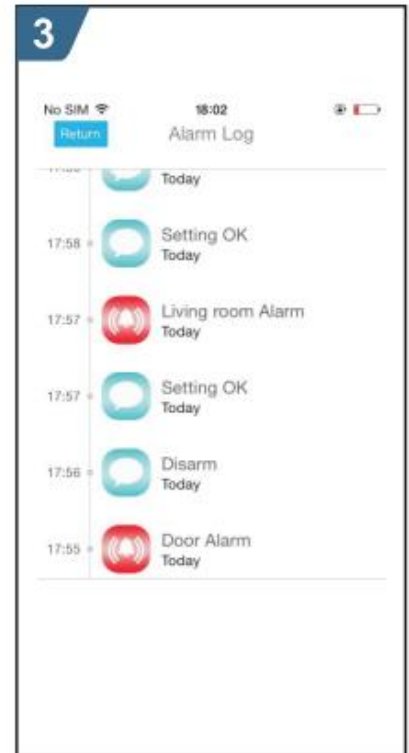 3
No SIM 18:02
Return Alarm Log
Today
17:58 Setting OK
Today
17:57 Living room Alarm
Today
17:57 Setting OK
Today
17:56 Disarm
Today
17:55 Door Alarm
Today